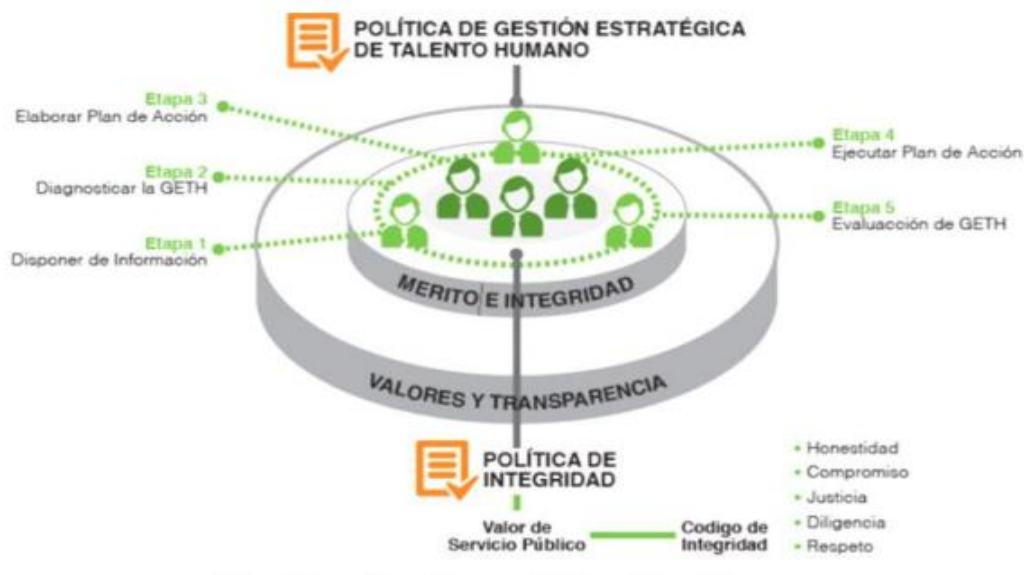 POLÍTICA DE GESTIÓN ESTRATÉGICA
DE TALENTO HUMANO
Etapa 3
Elaborar Plan de Acción
Etapa 2
Diagnosticar la GETH
Etapa 1
Disponer de Información
Etapa 4
Ejecutar Plan de Acción
Etapa 5
Evaluacción de GETH
MERITO E INTEGRIDAD
VALORES Y TRANSPARENCIA
POLÍTICA DE
INTEGRIDAD
Valor de
Servicio Público
Codigo de
Integridad
• Honestidad
• Compromiso
• Justicia
• Diligencia
• Respeto